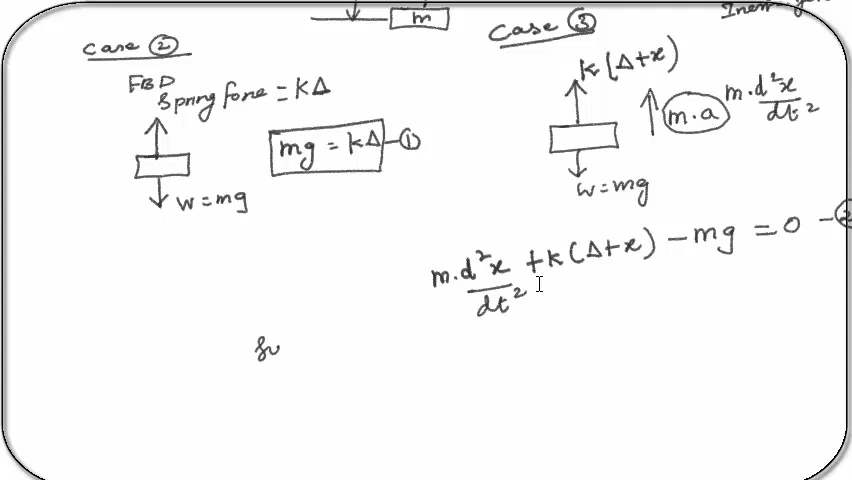 m
Case ②
Case ③
FBD
Spring force = KΔ
mg = kΔ —①
W = mg
k(Δ+x)
m.a
m.d²x/dt²
W = mg
m.d²x/dt² + k(Δ+x) – mg = 0 –②